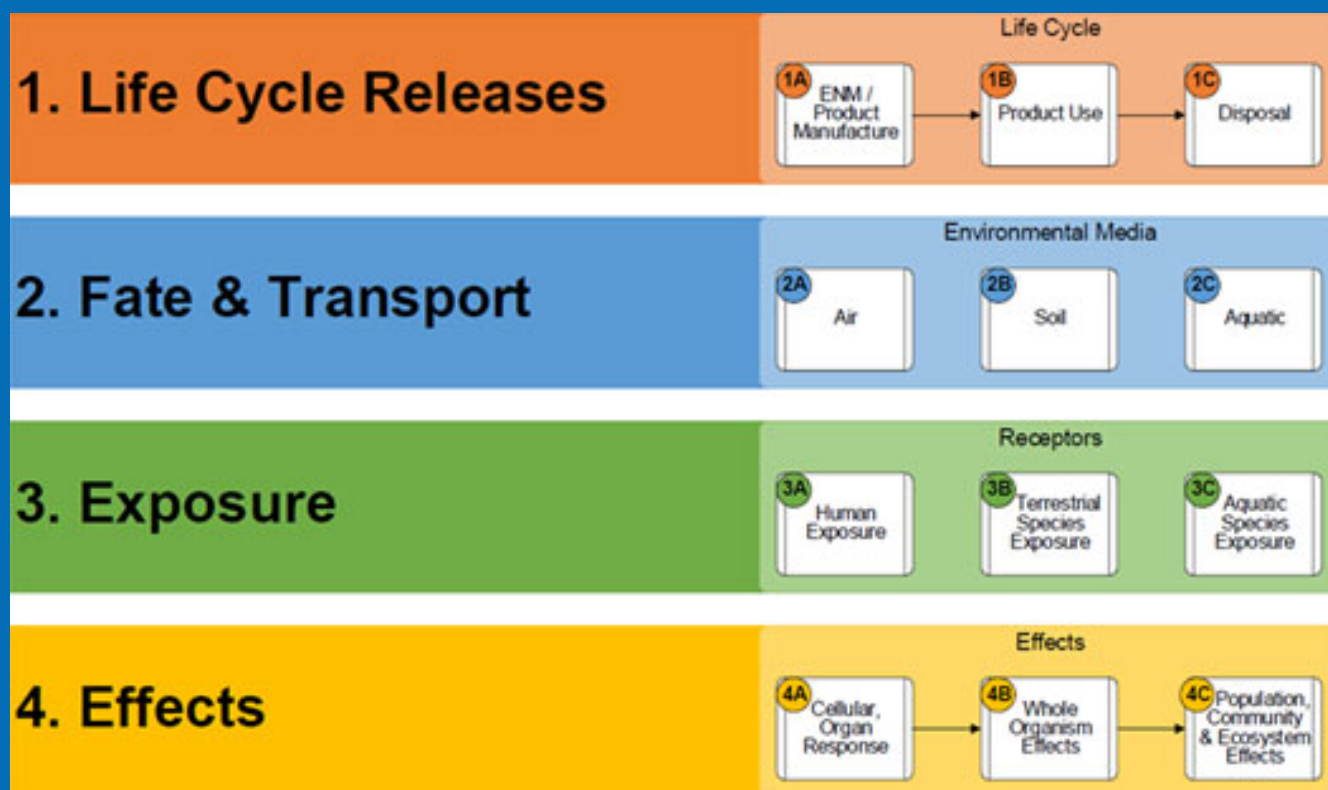 1. Life Cycle Releases
Life Cycle
1A
ENM /
Product
Manufacture
1B
Product Use
1C
Disposal
2. Fate & Transport
Environmental Media
2A
Air
2B
Soil
2C
Aquatic
3. Exposure
Receptors
3A
Human
Exposure
3B
Terrestrial
Species
Exposure
3C
Aquatic
Species
Exposure
4. Effects
Effects
4A
Cellular,
Organ
Response
4B
Whole
Organism
Effects
4C
Population,
Community
& Ecosystem
Effects